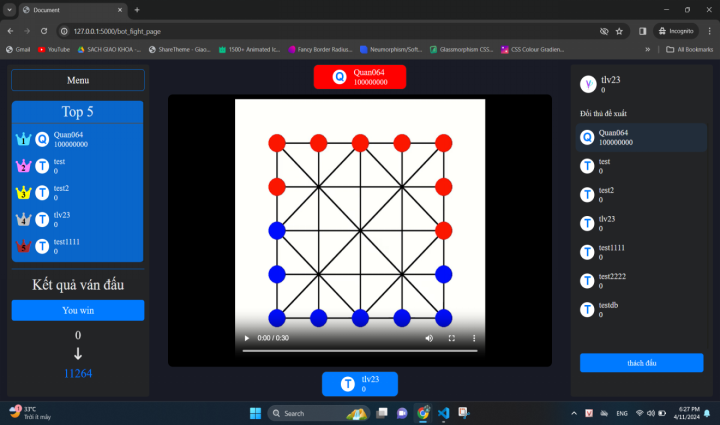 Document
127.0.0.1:5000/bot_fight_page
Incognito
Gmail
YouTube
SACH GIAO KHOA -...
ShareTheme - Giao...
1500+ Animated Ic...
Fancy Border Radius...
Neumorphism/Soft...
Glassmorphism CSS...
CSS Colour Gradien...
All Bookmarks
Menu
Top 5
1
Q
Quan064
100000000
2
T
test
0
3
T
test2
0
4
T
tlv23
0
5
T
test1111
0
Kết quả ván đấu
You win
0
11264
Q
Quan064
100000000
0:00 / 0:30
T
tlv23
0
V
tlv23
0
Đối thủ đề xuất
Q
Quan064
100000000
T
test
0
T
test2
0
T
tlv23
0
T
test1111
0
T
test2222
0
T
testdb
0
thách đấu
33°C
Trời ít mây
Search
ENG
6:27 PM
4/11/2024